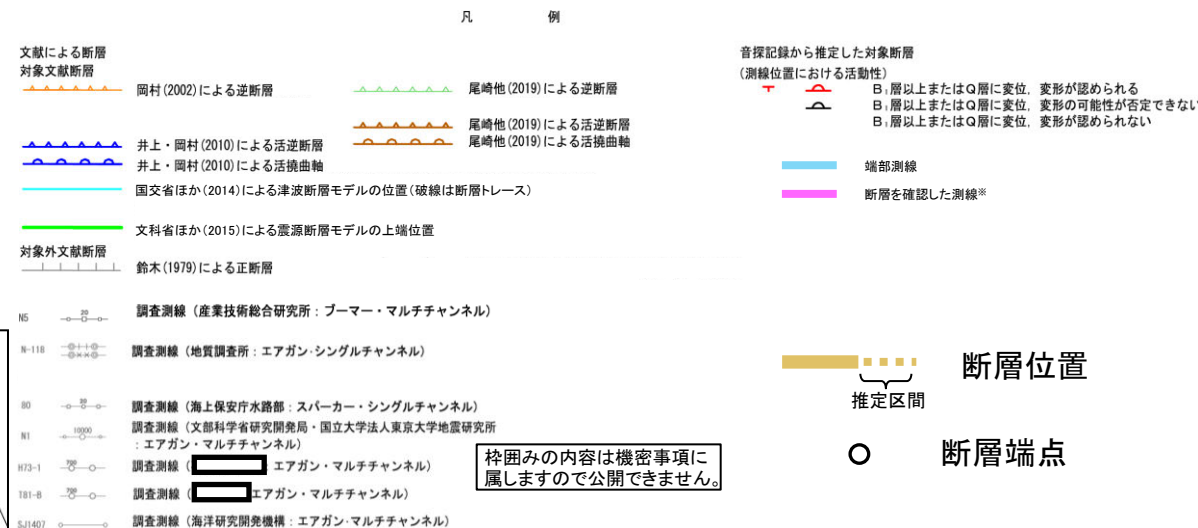 凡 例
文献による断層
対象文献断層
岡村(2002)による逆断層
尾崎他(2019)による逆断層
尾崎他(2019)による活逆断層
井上・岡村(2010)による活逆断層
尾崎他(2019)による活撓曲軸
井上・岡村(2010)による活撓曲軸
国交省ほか(2014)による津波断層モデルの位置(破線は断層トレース)
文科省ほか(2015)による震源断層モデルの上端位置
対象外文献断層
鈴木(1979)による正断層
N5 20 調査測線（産業技術総合研究所：ブーマー・マルチチャンネル）
N-118 調査測線（地質調査所：エアガン・シングルチャンネル）
80 20 調査測線（海上保安庁水路部：スパーカー・シングルチャンネル）
N1 10000 調査測線（文部科学省研究開発局・国立大学法人東京大学地震研究所
：エアガン・マルチチャンネル）
H73-1 700 調査測線（ ：エアガン・マルチチャンネル）
T81-B 700 調査測線（ エアガン・マルチチャンネル）
SJ1407 調査測線（海洋研究開発機構：エアガン・マルチチャンネル）
枠囲みの内容は機密事項に
属しますので公開できません。
音探記録から推定した対象断層
(測線位置における活動性)
B₁層以上またはQ層に変位，変形が認められる
B₁層以上またはQ層に変位，変形の可能性が否定できない
B₁層以上またはQ層に変位，変形が認められない
端部測線
断層を確認した測線※
断層位置
推定区間
断層端点